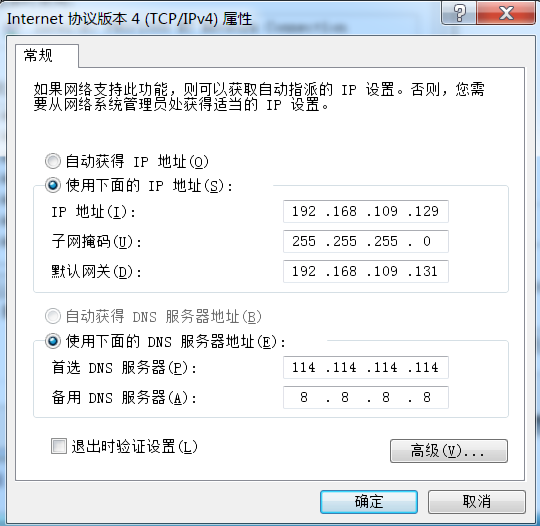 Internet 协议版本 4 (TCP/IPv4) 属性
常规
如果网络支持此功能，则可以获取自动指派的 IP 设置。否则，您需
要从网络系统管理员处获得适当的 IP 设置。
自动获得 IP 地址(O)
使用下面的 IP 地址(S):
IP 地址(I): 192 .168 .109 .129
子网掩码(U): 255 .255 .255 . 0
默认网关(D): 192 .168 .109 .131
自动获得 DNS 服务器地址(B)
使用下面的 DNS 服务器地址(E):
首选 DNS 服务器(P): 114 .114 .114 .114
备用 DNS 服务器(A): 8 . 8 . 8 . 8
退出时验证设置(L)
高级(V)...
确定 取消